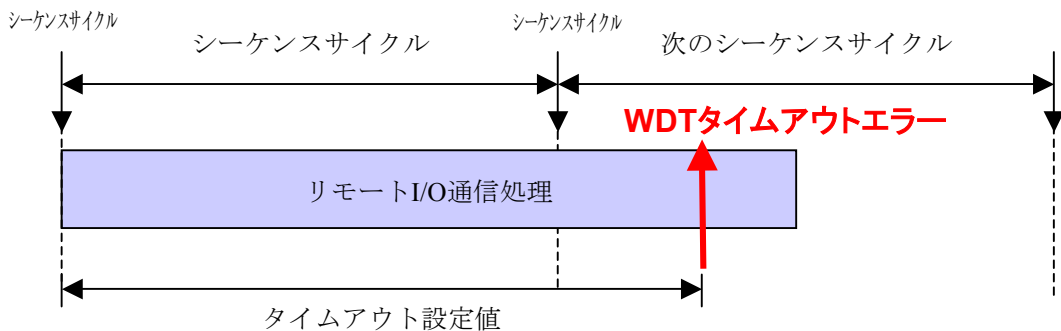 シーケンスサイクル
シーケンスサイクル
シーケンスサイクル
次のシーケンスサイクル
WDTタイムアウトエラー
リモートI/O通信処理
タイムアウト設定値